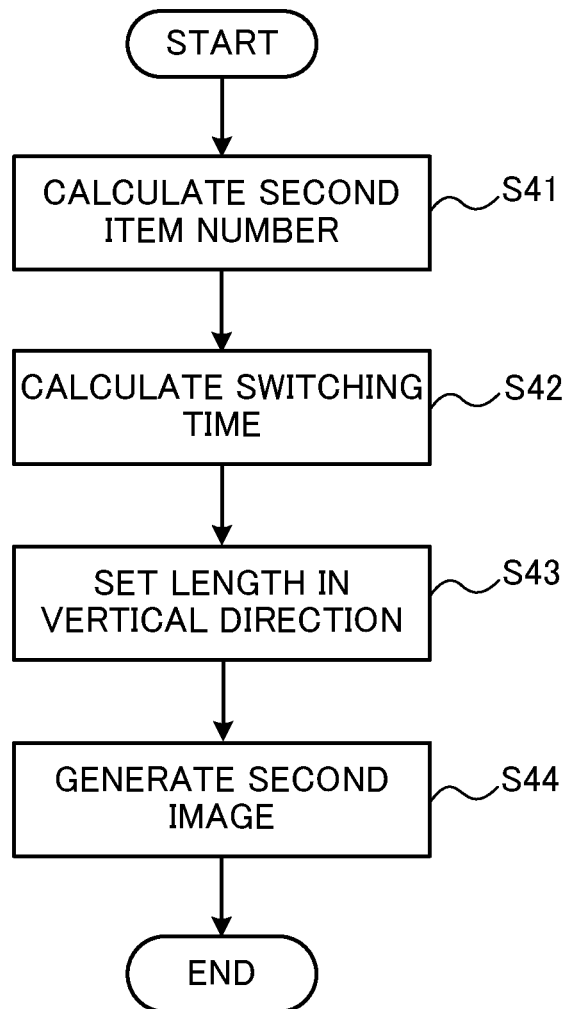 START
CALCULATE SECOND
ITEM NUMBER
S41
CALCULATE SWITCHING
TIME
S42
SET LENGTH IN
VERTICAL DIRECTION
S43
GENERATE SECOND
IMAGE
S44
END